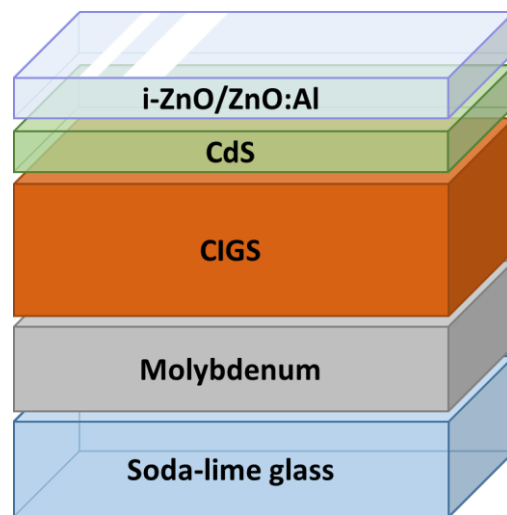 i-ZnO/ZnO:Al
CdS
CIGS
Molybdenum
Soda-lime glass